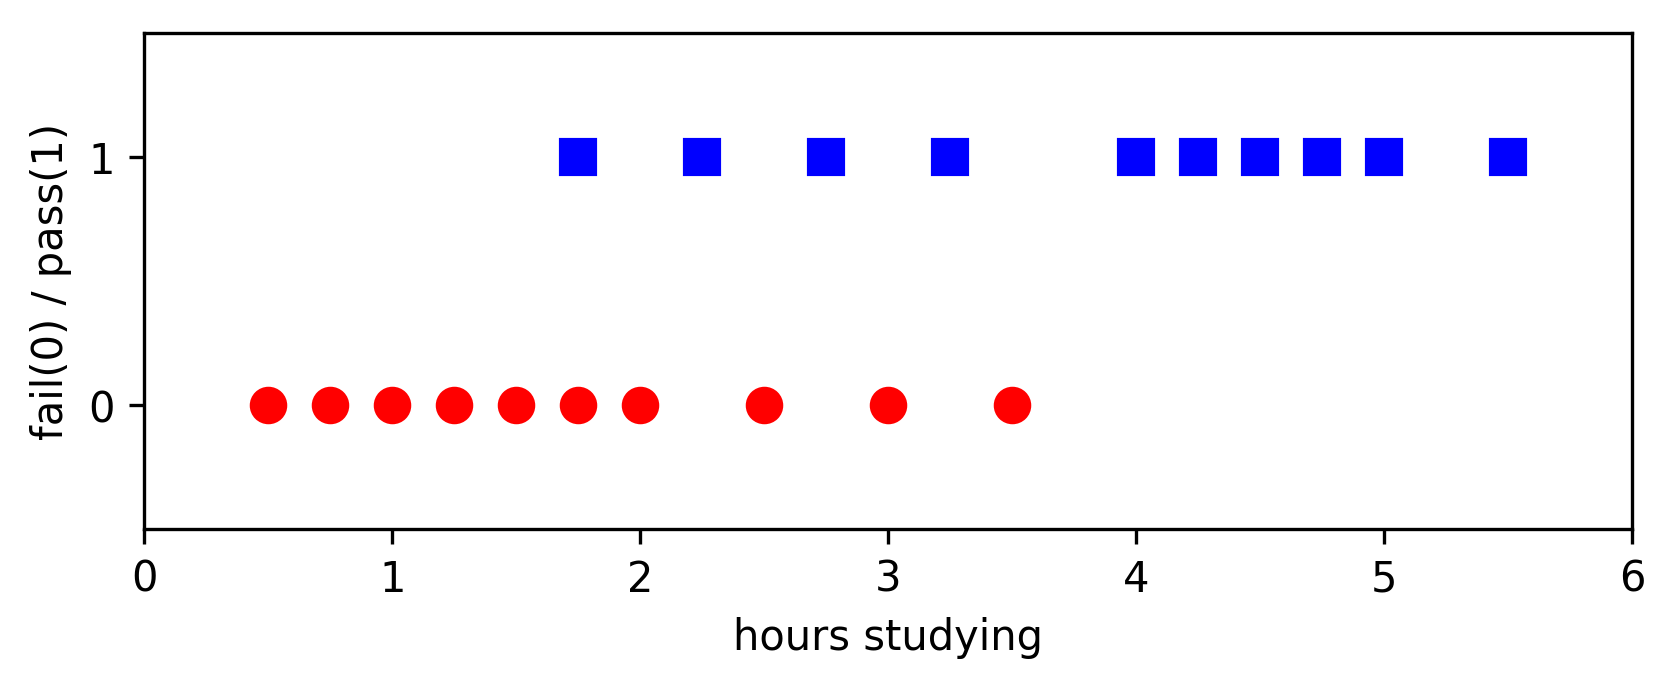 fail(0) / pass(1)
1
0
0 1 2 3 4 5 6
hours studying